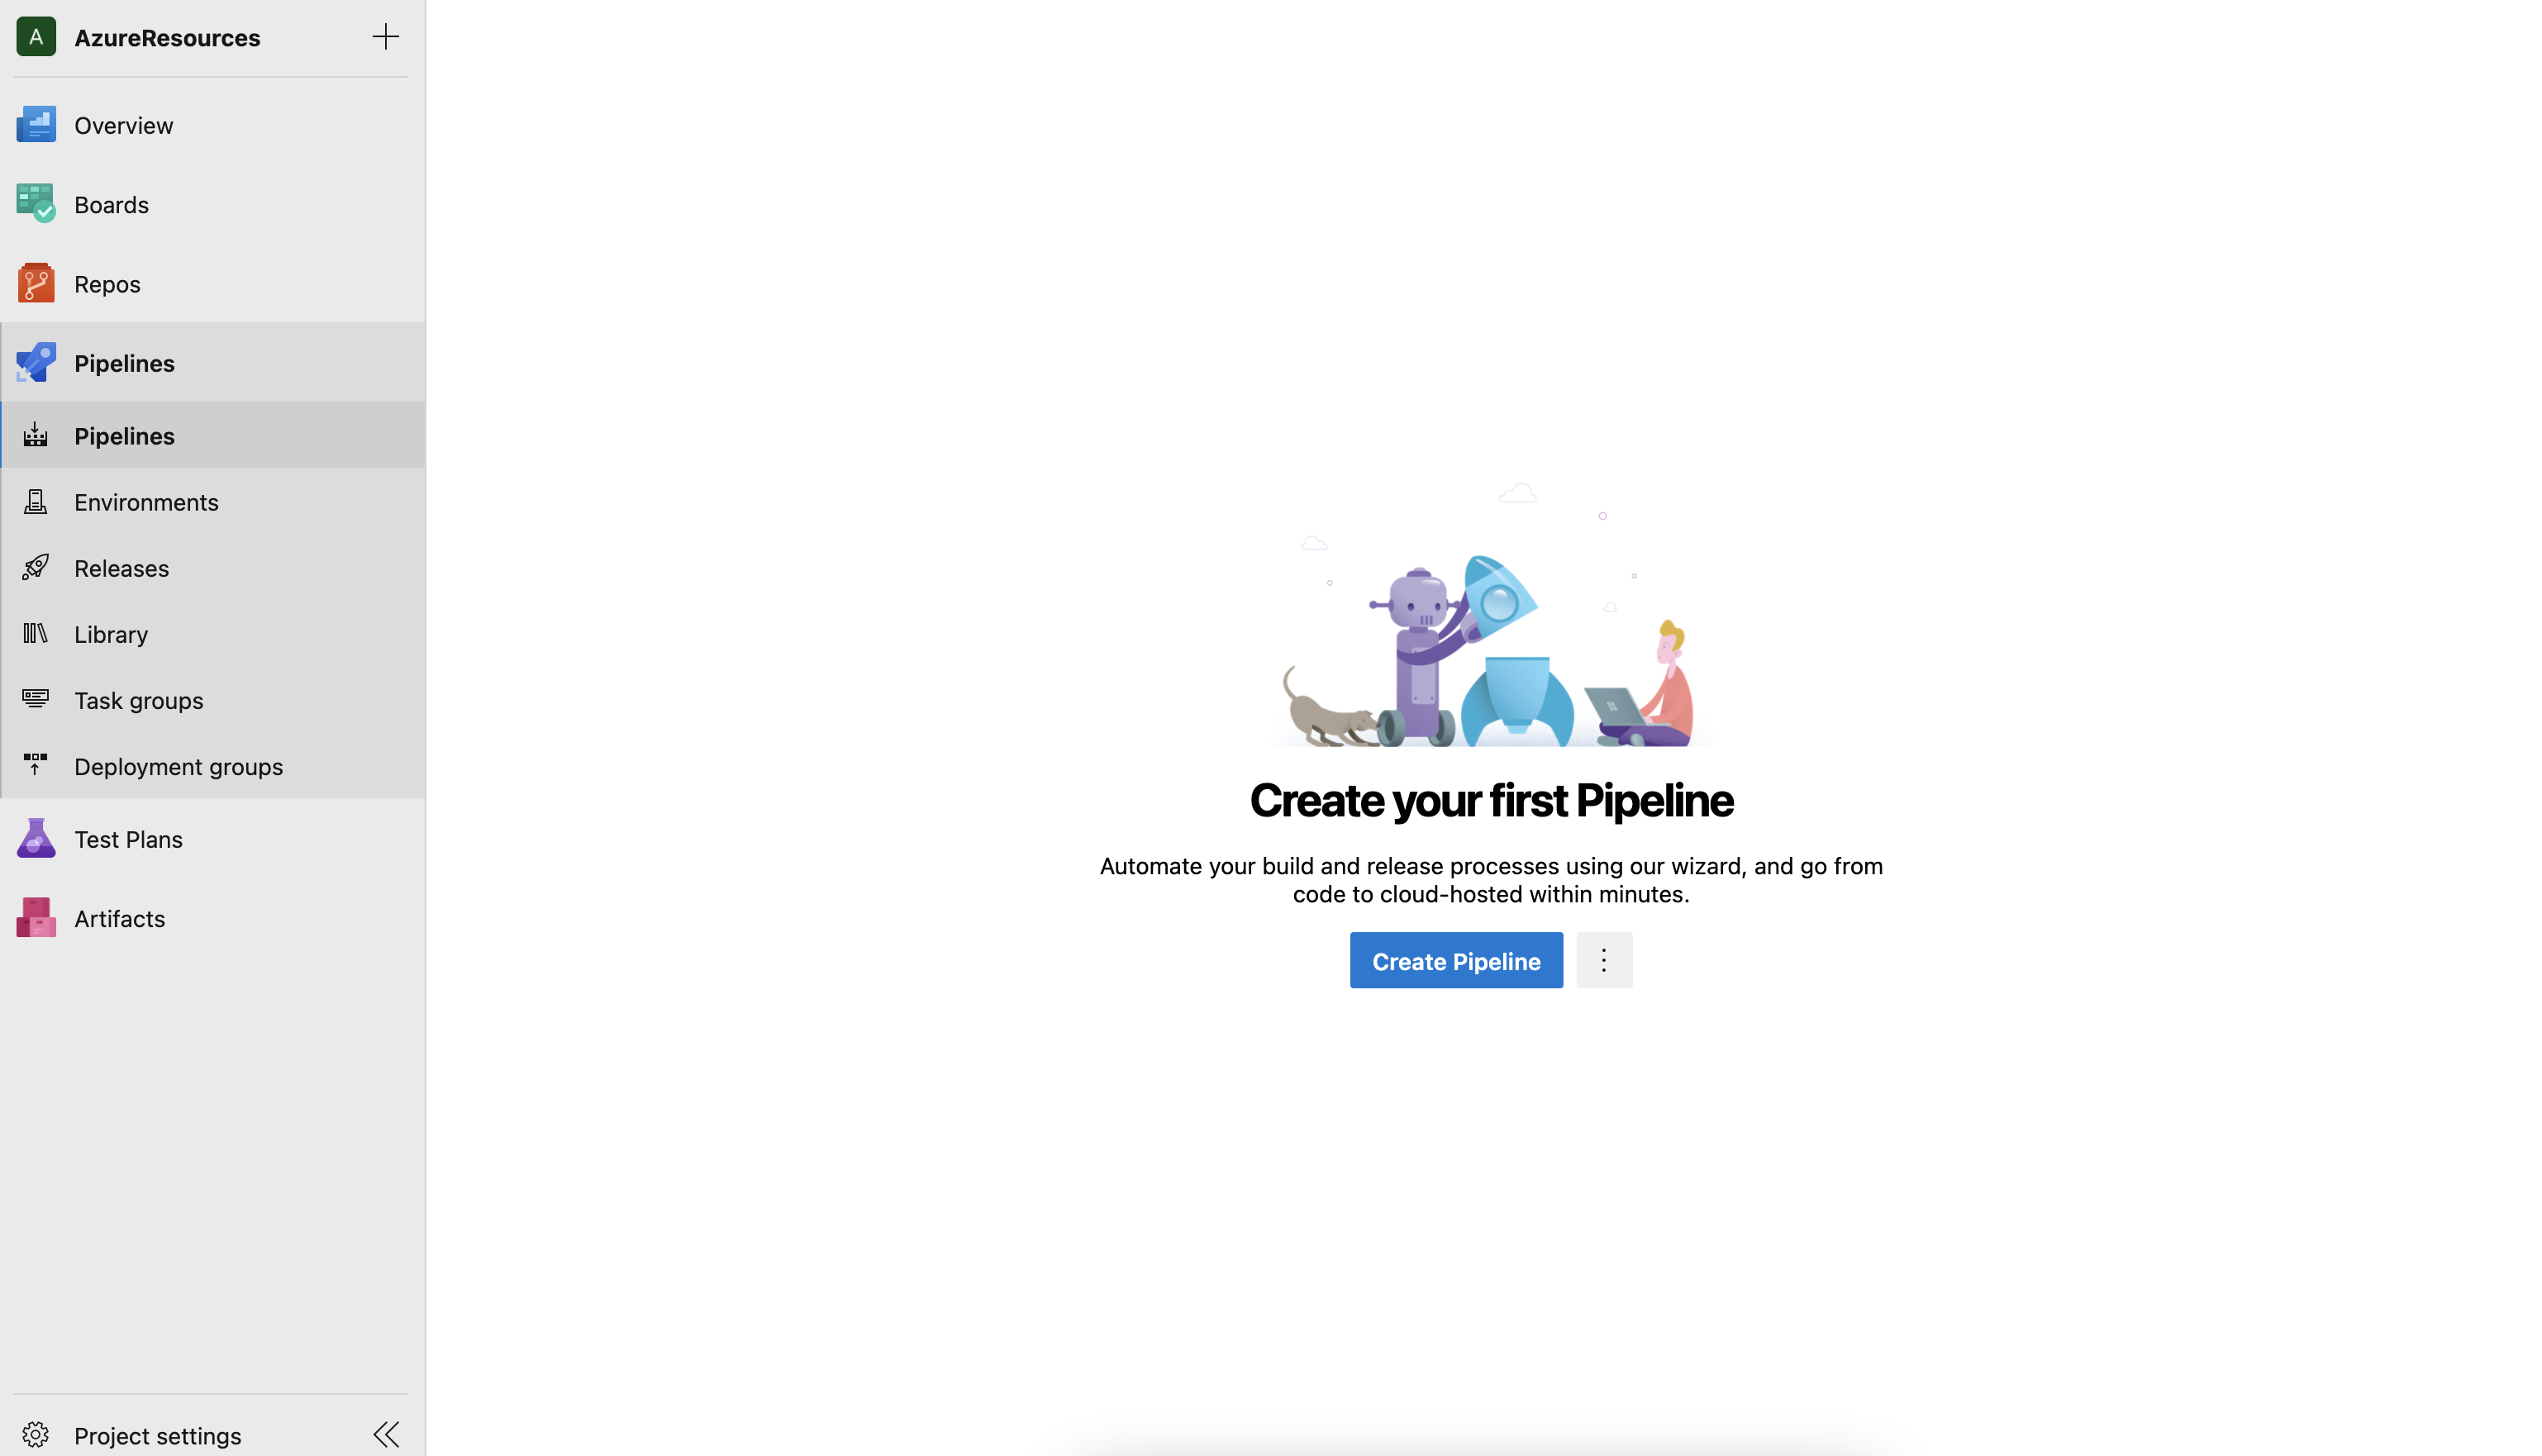 A AzureResources
Overview
Boards
Repos
Pipelines
Pipelines
Environments
Releases
Library
Task groups
Deployment groups
Test Plans
Artifacts
Project settings
Create your first Pipeline
Automate your build and release processes using our wizard, and go from
code to cloud-hosted within minutes.
Create Pipeline